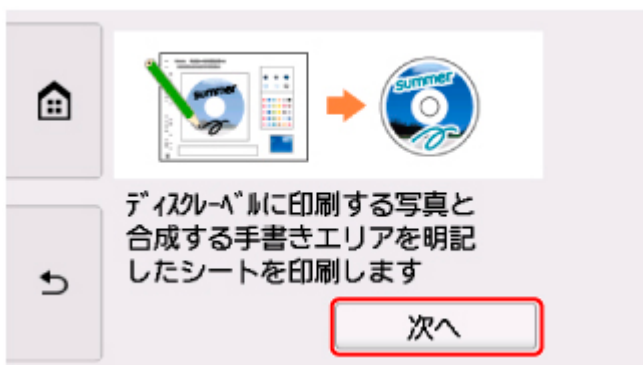 summer
summer
ﾃﾞｨｽｸﾚｰﾍﾞﾙに印刷する写真と
合成する手書きエリアを明記
したシートを印刷します
次へ